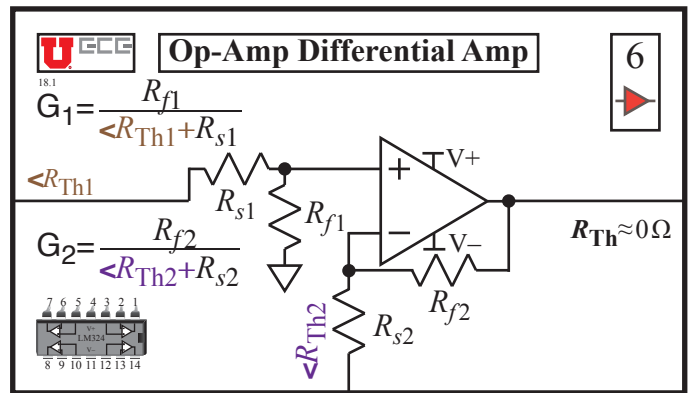 U ECE
Op-Amp Differential Amp
6
18.1
G1=Rf1/<RTh1+Rs1
<RTh1
Rs1
Rf1
+
−
V+
V−
RTh≈0Ω
G2=Rf2/<RTh2+Rs2
Rf2
<RTh2
Rs2
7 6 5 4 3 2 1
V+
LM324
V−
8 9 10 11 12 13 14